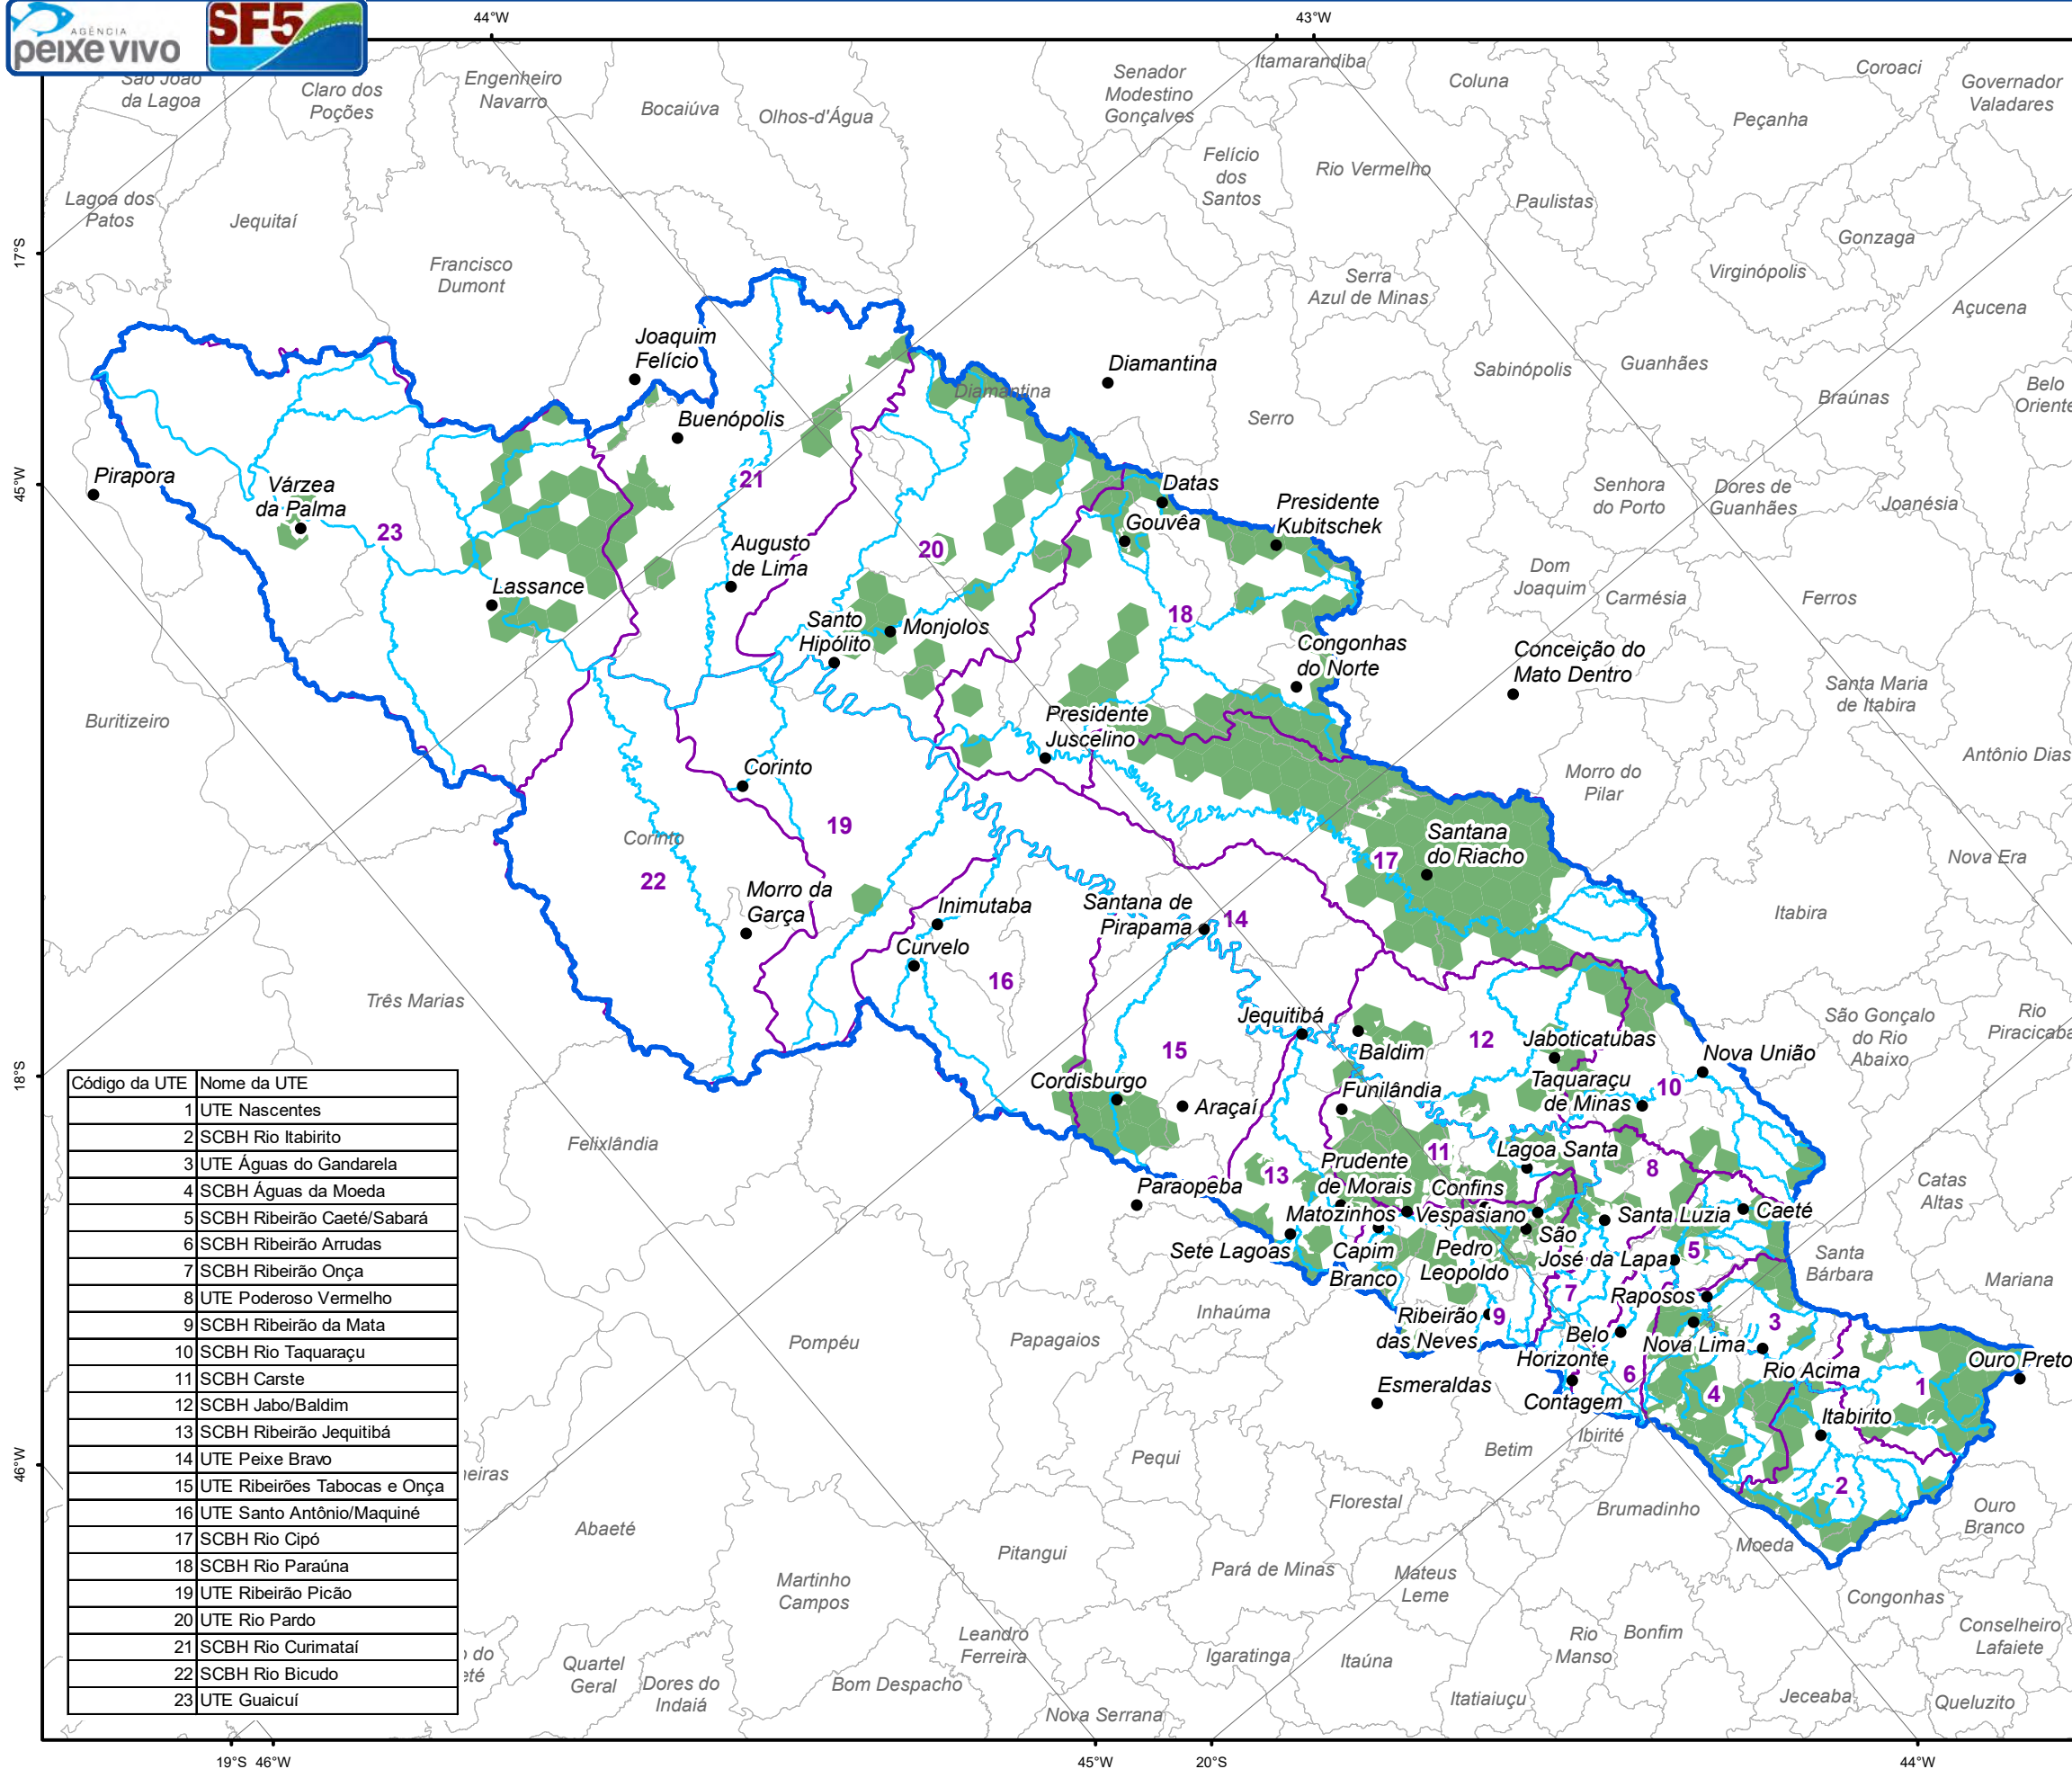 AGÊNCIA
peixe vivo
SF5
44°W
43°W
São João
da Lagoa
Claro dos
Poções
Engenheiro
Navarro
Bocaiúva
Olhos-d'Água
Senador
Modestino
Gonçalves
Itamarandiba
Coluna
Coroaci
Governador
Valadares
Peçanha
Felício
dos
Santos
Rio Vermelho
Paulistas
Lagoa dos
Patos
Jequitaí
17°S
Francisco
Dumont
Gonzaga
Virginópolis
Serra
Azul de Minas
Açucena
Joaquim
Felício
Diamantina
Diamantina
Sabinópolis
Guanhães
Braúnas
Belo
Oriente
Serro
Buenópolis
21
Pirapora
45°W
Várzea
da Palma
23
Datas
Gouvêa
Presidente
Kubitschek
Senhora
do Porto
Dores de
Guanhães
Joanésia
Augusto
de Lima
20
Lassance
Dom
Joaquim
Carmésia
Ferros
Santo
Hipólito
Monjolos
18
Congonhas
do Norte
Conceição do
Mato Dentro
Santa Maria
de Itabira
Buritizeiro
Presidente
Juscelino
Antônio Dias
Corinto
Morro do
Pilar
19
Corinto
22
Santana
do Riacho
17
Nova Era
Morro da
Garça
Inimutaba
Santana de
Pirapama
14
Itabira
Curvelo
16
Três Marias
Jequitibá
São Gonçalo
do Rio
Abaixo
Rio
Piracicaba
15
Baldim
12
Jaboticatubas
Nova União
18°S
Cordisburgo
Araçaí
Funilândia
Taquaraçu
de Minas
10
Felixlândia
11
Lagoa Santa
8
Prudente
de Morais
13
Confins
Catas
Altas
Paraopeba
Matozinhos
Vespasiano
Santa Luzia
Caeté
Sete Lagoas
Capim
Branco
Pedro
Leopoldo
São
José da Lapa
5
Santa
Bárbara
Mariana
Inhaúma
Ribeirão
das Neves
9
7
Raposos
3
Pompéu
Papagaios
Belo
Horizonte
Nova Lima
Rio Acima
Ouro Preto
Esmeraldas
Contagem
6
4
1
Itabirito
Betim
Ibirité
Pequi
2
Florestal
Brumadinho
Ouro
Branco
46°W
Abaeté
Pitangui
Moeda
Pará de Minas
Mateus
Leme
Martinho
Campos
Congonhas
Conselheiro
Lafaiete
Leandro
Ferreira
Igaratinga
Itaúna
Rio
Manso
Bonfim
Quartel
Geral
Dores do
Indaiá
Bom Despacho
Itatiaiuçu
Jeceaba
Queluzito
Nova Serrana
Código da UTE Nome da UTE
1 UTE Nascentes
2 SCBH Rio Itabirito
3 UTE Águas do Gandarela
4 SCBH Águas da Moeda
5 SCBH Ribeirão Caeté/Sabará
6 SCBH Ribeirão Arrudas
7 SCBH Ribeirão Onça
8 UTE Poderoso Vermelho
9 SCBH Ribeirão da Mata
10 SCBH Rio Taquaraçu
11 SCBH Carste
12 SCBH Jabo/Baldim
13 SCBH Ribeirão Jequitibá
14 UTE Peixe Bravo
15 UTE Ribeirões Tabocas e Onça
16 UTE Santo Antônio/Maquiné
17 SCBH Rio Cipó
18 SCBH Rio Paraúna
19 UTE Ribeirão Picão
20 UTE Rio Pardo
21 SCBH Rio Curimataí
22 SCBH Rio Bicudo
23 UTE Guaicuí
19°S 46°W
45°W
20°S
44°W